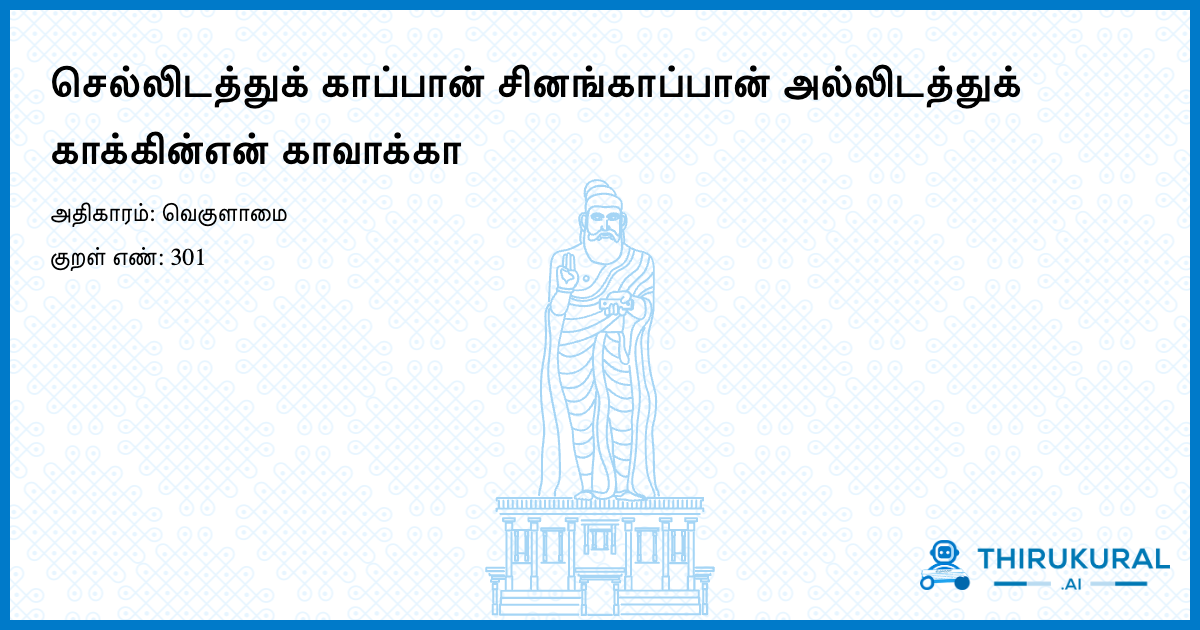 செல்லிடத்துக் காப்பான் சினங்காப்பான் அல்லிடத்துக்
காக்கின்என் காவாக்கா
அதிகாரம்: வெகுளாமை
குறள் எண்: 301
THIRUKURAL
.AI